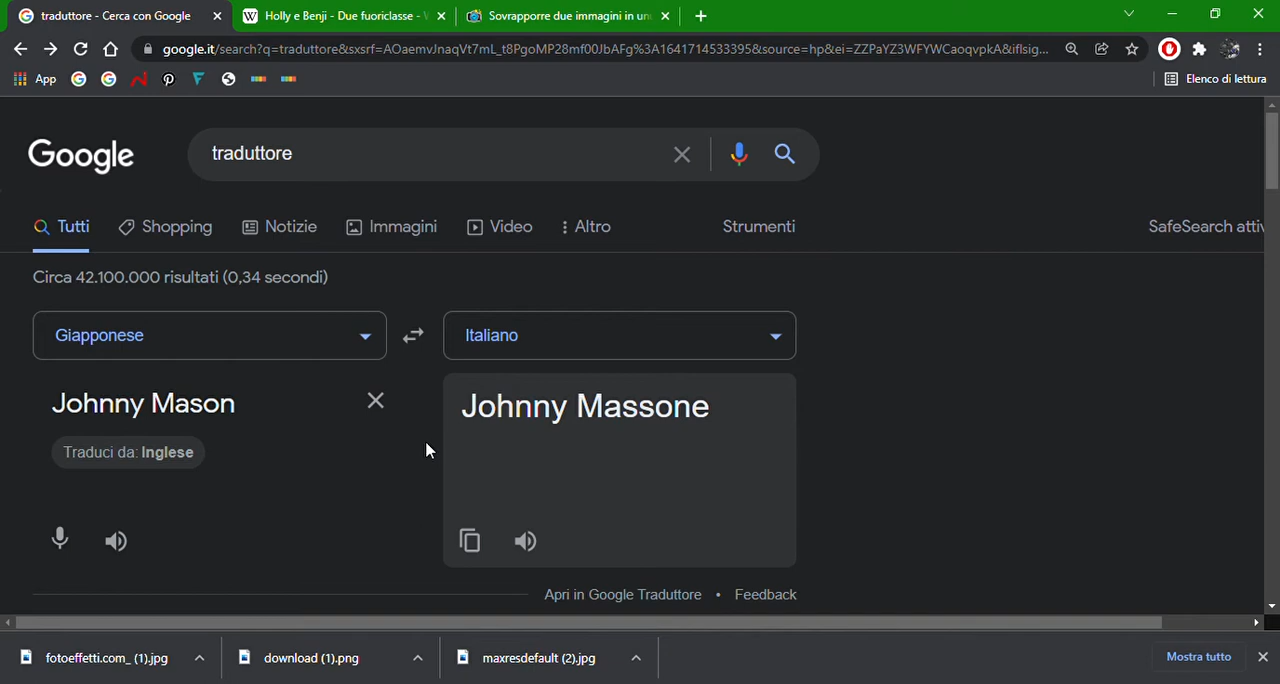 traduttore - Cerca con Google
Holly e Benji - Due fuoriclasse -
Sovrapporre due immagini in un
google.it/search?q=traduttore&sxsrf=AOaemvJnaqVt7mL_t8PgoMP28mf00JbAFg%3A1641714533395&source=hp&ei=ZZPaYZ3WFYWCaoqvpkA&iflsig...
App
Elenco di lettura
Google
traduttore
Tutti
Shopping
Notizie
Immagini
Video
Altro
Strumenti
SafeSearch attiv
Circa 42.100.000 risultati (0,34 secondi)
Giapponese
Italiano
Johnny Mason
Johnny Massone
Traduci da: Inglese
Apri in Google Traduttore • Feedback
fotoeffetti.com_ (1).jpg
download (1).png
maxresdefault (2).jpg
Mostra tutto